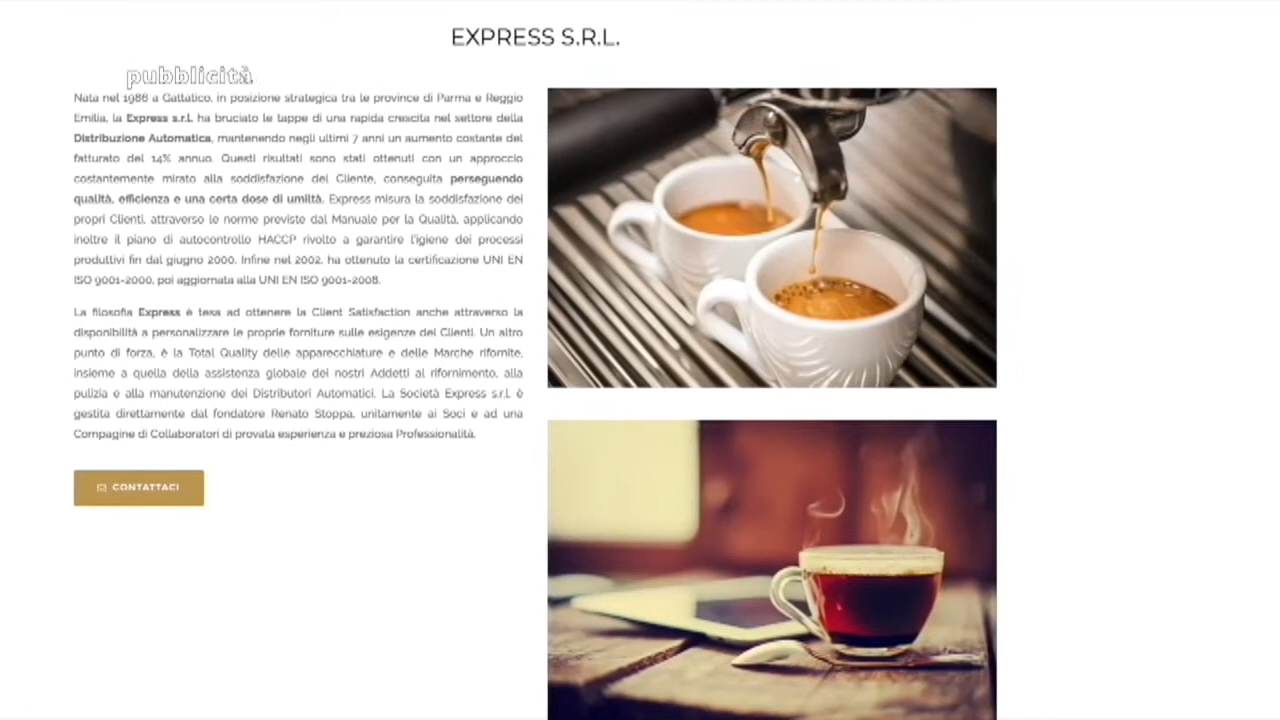 EXPRESS S.R.L.
pubblicità
Nata nel 1988 a Gattatico, in posizione strategica tra le province di Parma e Reggio
Emilia, la Express s.r.l. ha bruciato le tappe di una rapida crescita nel settore della
Distribuzione Automatica, mantenendo negli ultimi 7 anni un aumento costante del
fatturato del 14% annuo. Questi risultati sono stati ottenuti con un approccio
costantemente mirato alla soddisfazione del Cliente, conseguita perseguendo
qualità, efficienza e una certa dose di umiltà. Express misura la soddisfazione dei
propri Clienti, attraverso le norme previste dal Manuale per la Qualità, applicando
inoltre il piano di autocontrollo HACCP rivolto a garantire l'igiene dei processi
produttivi fin dal giugno 2000. Infine nel 2002, ha ottenuto la certificazione UNI EN
ISO 9001-2000, poi aggiornata alla UNI EN ISO 9001-2008.
La filosofia Express è tesa ad ottenere la Client Satisfaction anche attraverso la
disponibilità a personalizzare le proprie forniture sulle esigenze dei Clienti. Un altro
punto di forza, è la Total Quality delle apparecchiature e delle Marche rifornite,
insieme a quella della assistenza globale dei nostri Addetti al rifornimento, alla
pulizia e alla manutenzione dei Distributori Automatici. La Società Express s.r.l. è
gestita direttamente dal fondatore Renato Stoppa, unitamente ai Soci e ad una
Compagine di Collaboratori di provata esperienza e preziosa Professionalità.
CONTATTACI